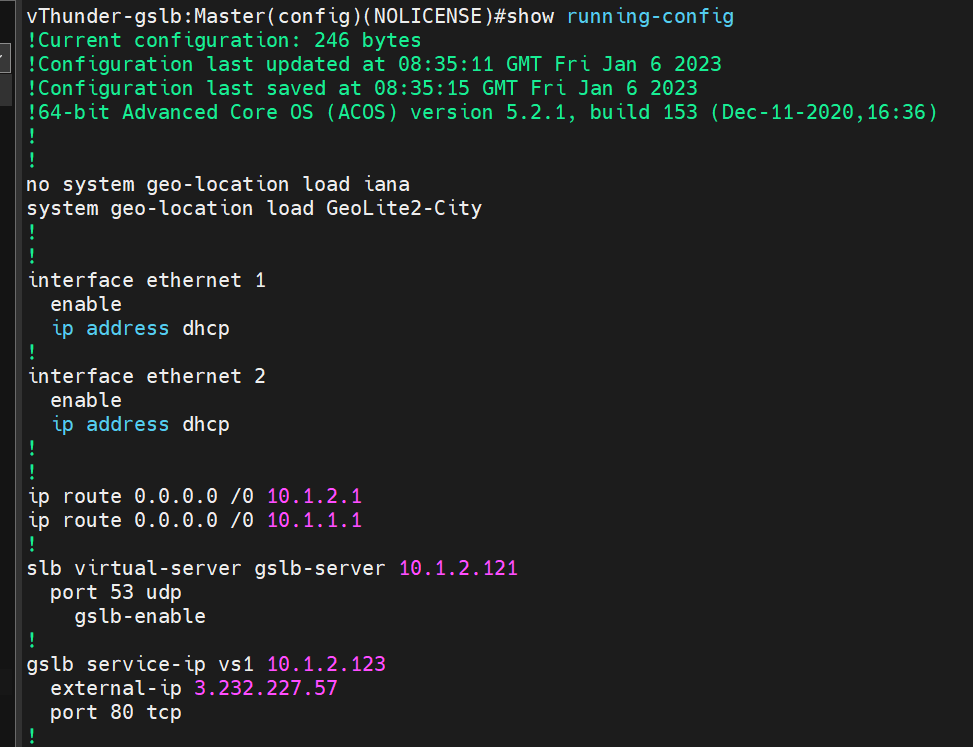 vThunder-gslb:Master(config)(NOLICENSE)#show running-config
!Current configuration: 246 bytes
!Configuration last updated at 08:35:11 GMT Fri Jan 6 2023
!Configuration last saved at 08:35:15 GMT Fri Jan 6 2023
!64-bit Advanced Core OS (ACOS) version 5.2.1, build 153 (Dec-11-2020,16:36)
!
!
no system geo-location load iana
system geo-location load GeoLite2-City
!
!
interface ethernet 1
  enable
  ip address dhcp
!
interface ethernet 2
  enable
  ip address dhcp
!
!
ip route 0.0.0.0 /0 10.1.2.1
ip route 0.0.0.0 /0 10.1.1.1
!
slb virtual-server gslb-server 10.1.2.121
  port 53 udp
    gslb-enable
!
gslb service-ip vs1 10.1.2.123
  external-ip 3.232.227.57
  port 80 tcp
!